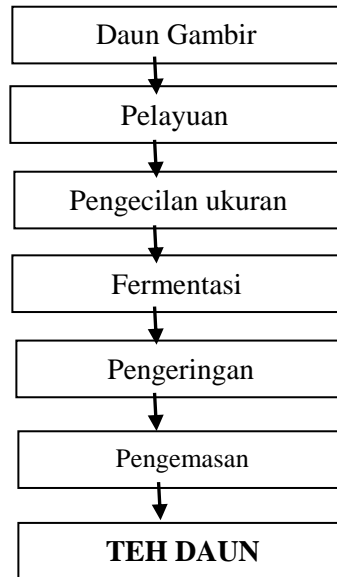 Daun Gambir
Pelayuan
Pengecilan ukuran
Fermentasi
Pengeringan
Pengemasan
TEH DAUN